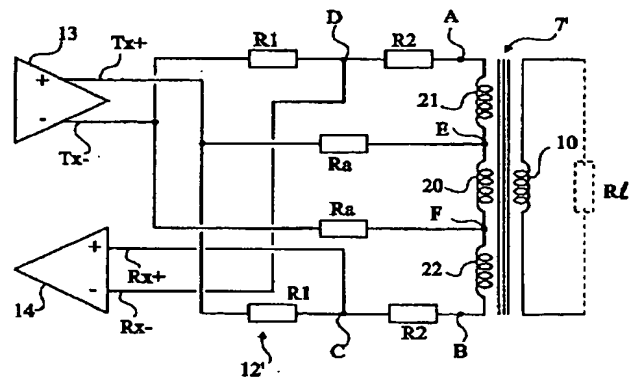 13
Tx+
D
A
7'
R1
R2
+
-
21
E
10
Tx-
Ra
20
Rℓ
Ra
F
+
-
22
Rx+
R1
R2
14
Rx-
12'
C
B